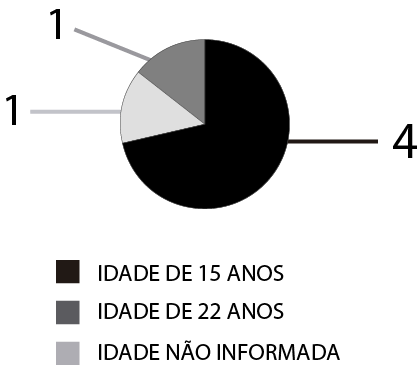 1
1
4
IDADE DE 15 ANOS
IDADE DE 22 ANOS
IDADE NÃO INFORMADA